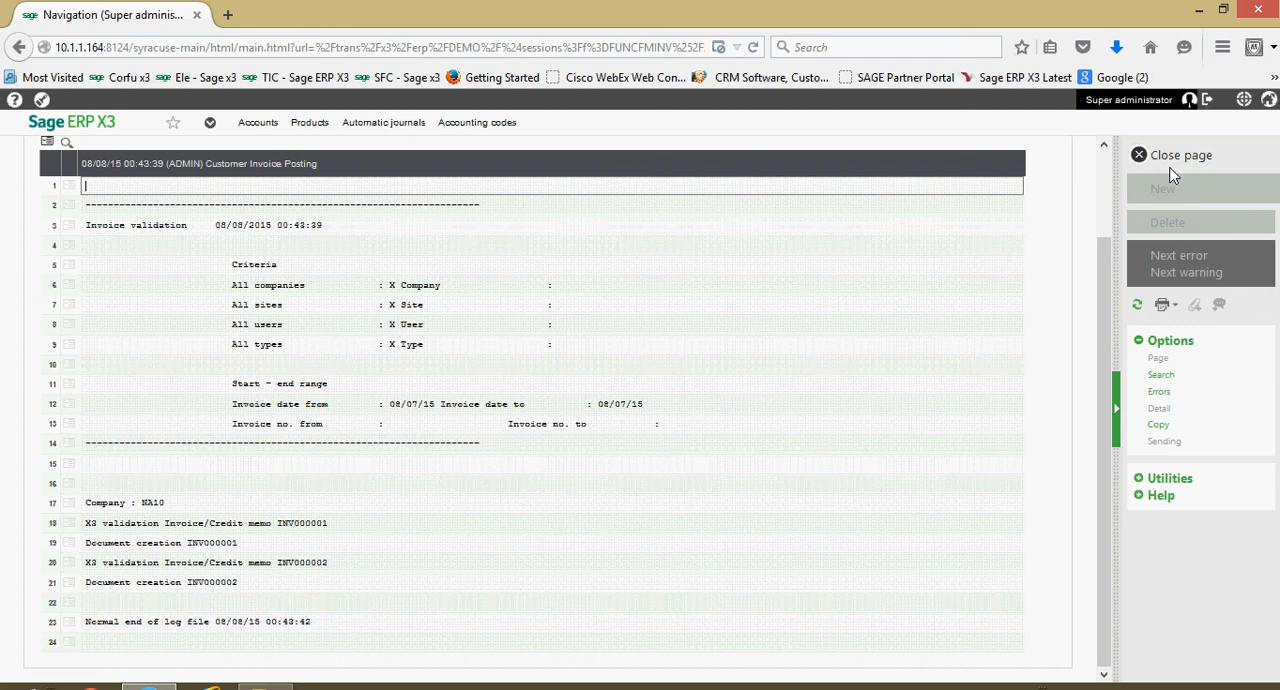 sage Navigation (Super adminis... × +
10.1.1.164:8124/syracuse-main/html/main.html?url=%2Ftrans%2Fx3%2Ferp%2FDEMO%2F%24sessions%3Ff%3DFUNCFMINV%252F. Search
Most Visited sage Corfu x3 sage Ele - Sage x3 sage TIC - Sage ERP X3 sage SFC - Sage x3 Getting Started Cisco WebEx Web Con... CRM Software, Custo... SAGE Partner Portal Sage ERP X3 Latest Google (2) »
Super administrator
Sage ERP X3 Accounts Products Automatic journals Accounting codes
08/08/15 00:43:39 (ADMIN) Customer Invoice Posting
1
2 ----------------------------------------------------------------------
3 Invoice validation 08/08/2015 00:43:39
4
5 Criteria
6 All companies : X Company :
7 All sites : X Site :
8 All users : X User :
9 All types : X Type :
10
11 Start - end range
12 Invoice date from : 08/07/15 Invoice date to : 08/07/15
13 Invoice no. from : Invoice no. to :
14 ----------------------------------------------------------------------
15
16
17 Company : NA10
18 X3 validation Invoice/Credit memo INV000001
19 Document creation INV000001
20 X3 validation Invoice/Credit memo INV000002
21 Document creation INV000002
22
23 Normal end of log file 08/08/15 00:43:42
24
Close page
New
Delete
Next error
Next warning
Options
Page
Search
Errors
Detail
Copy
Sending
Utilities
Help